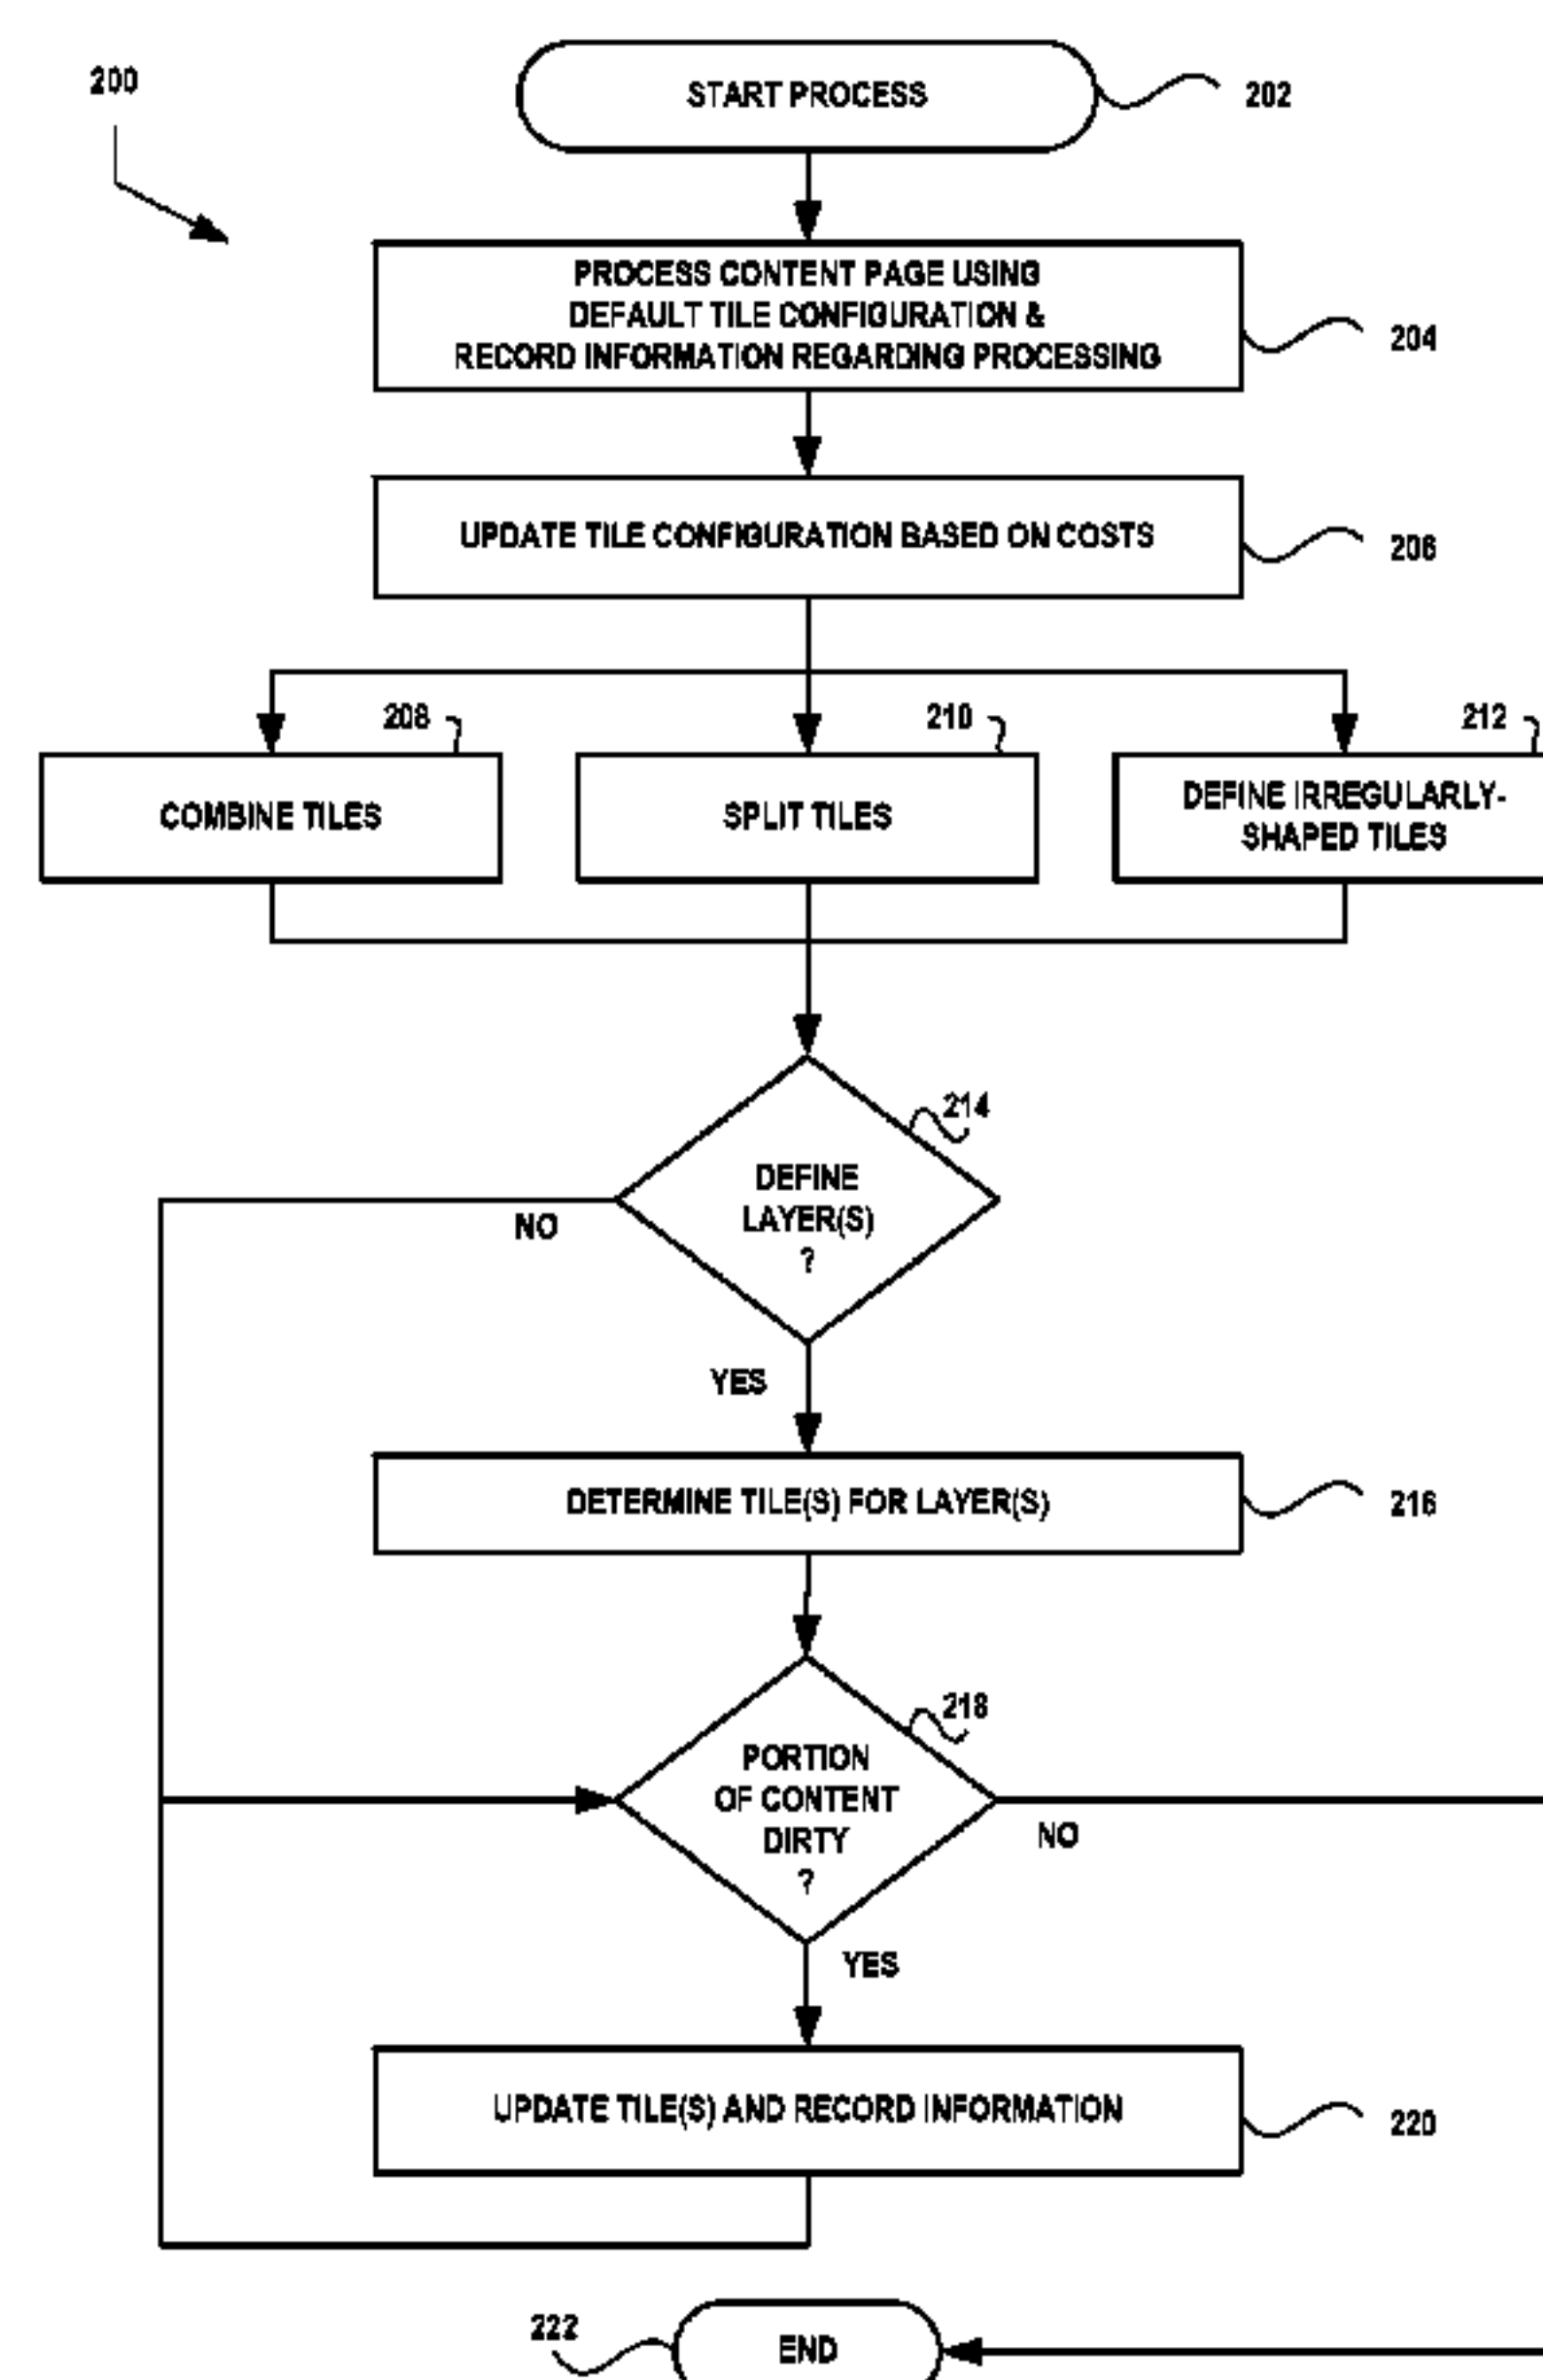 200
START PROCESS
202
PROCESS CONTENT PAGE USING
DEFAULT TILE CONFIGURATION &
RECORD INFORMATION REGARDING PROCESSING
204
UPDATE TILE CONFIGURATION BASED ON COSTS
206
208
210
212
COMBINE TILES
SPLIT TILES
DEFINE IRREGULARLY-
SHAPED TILES
214
DEFINE
LAYER(S)
?
NO
YES
DETERMINE TILE(S) FOR LAYER(S)
216
218
PORTION
OF CONTENT
DIRTY
?
NO
YES
UPDATE TILE(S) AND RECORD INFORMATION
220
222
END